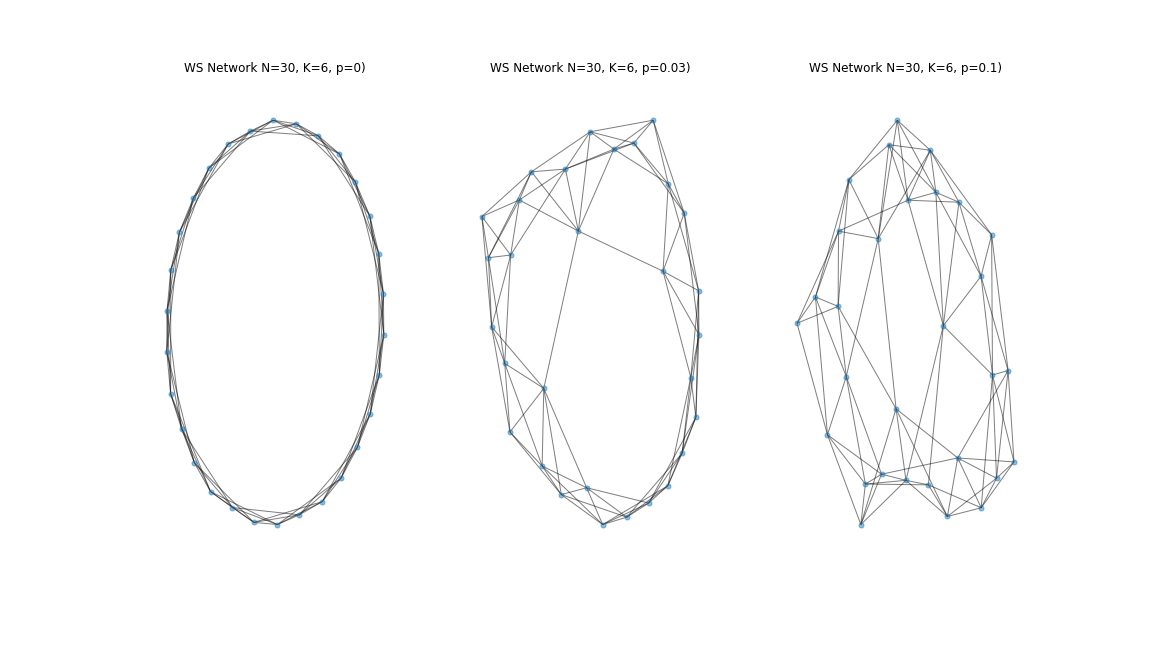 WS Network N=30, K=6, p=0)
WS Network N=30, K=6, p=0.03)
WS Network N=30, K=6, p=0.1)